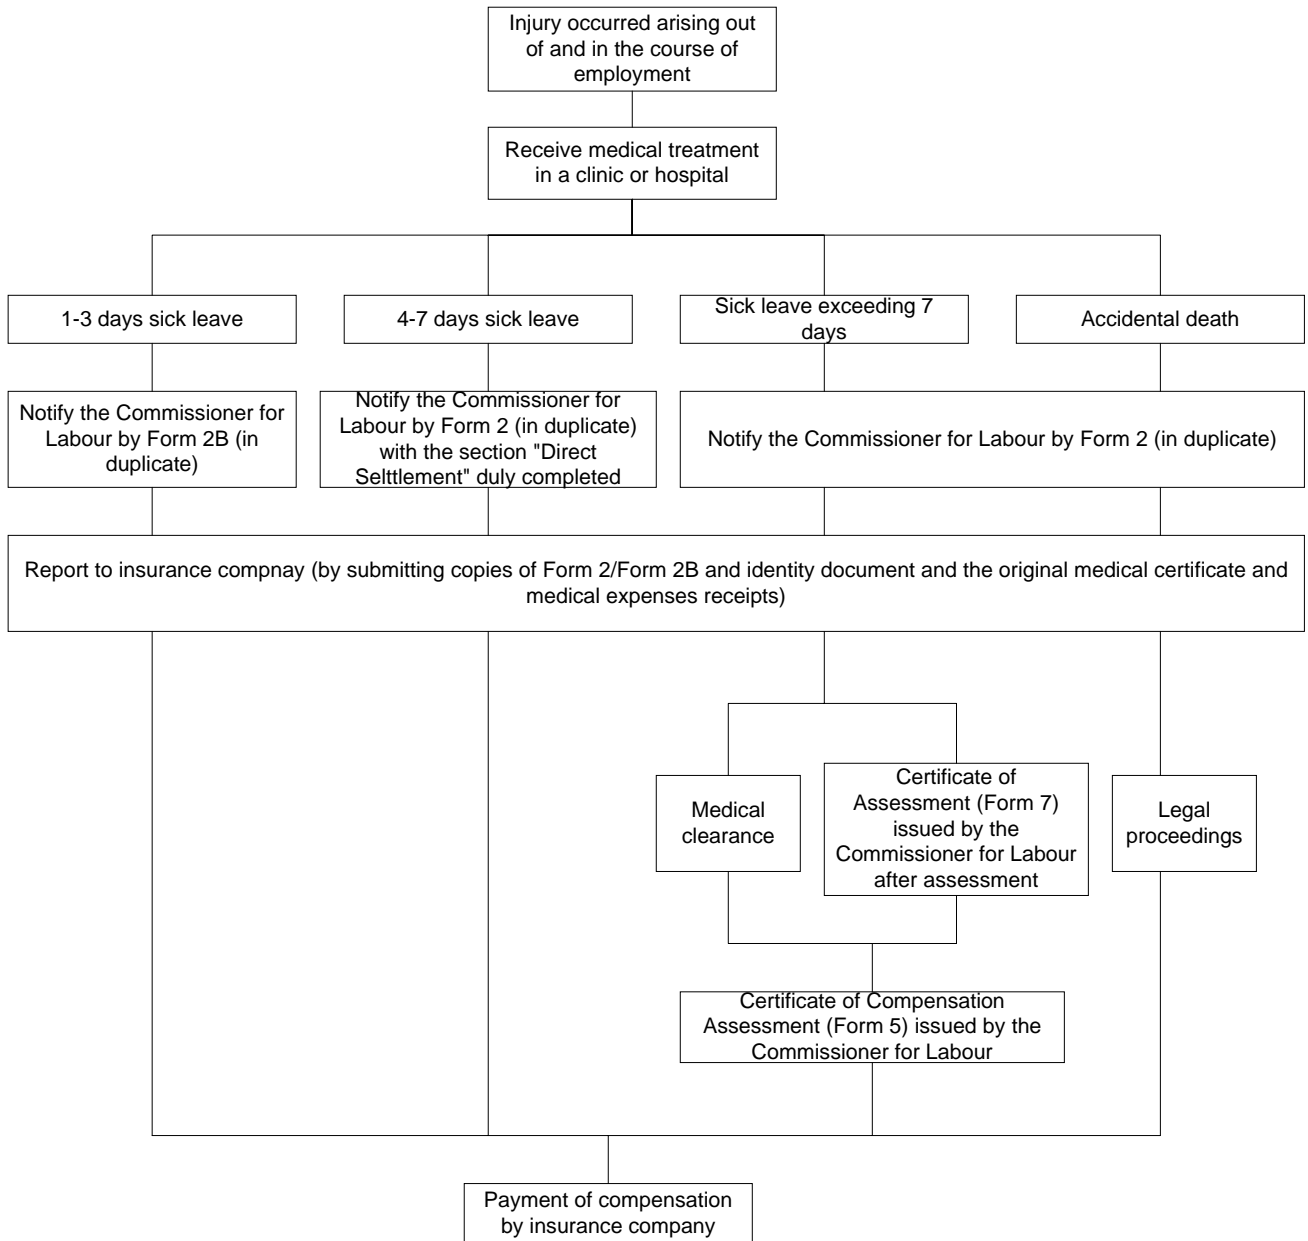 Injury occurred arising out
of and in the course of
employment
Receive medical treatment
in a clinic or hospital
1-3 days sick leave
4-7 days sick leave
Sick leave exceeding 7
days
Accidental death
Notify the Commissioner for
Labour by Form 2B (in
duplicate)
Notify the Commissioner for
Labour by Form 2 (in duplicate)
with the section "Direct
Selttlement" duly completed
Notify the Commissioner for Labour by Form 2 (in duplicate)
Report to insurance compnay (by submitting copies of Form 2/Form 2B and identity document and the original medical certificate and
medical expenses receipts)
Medical
clearance
Certificate of
Assessment (Form 7)
issued by the
Commissioner for Labour
after assessment
Legal
proceedings
Certificate of Compensation
Assessment (Form 5) issued by the
Commissioner for Labour
Payment of compensation
by insurance company